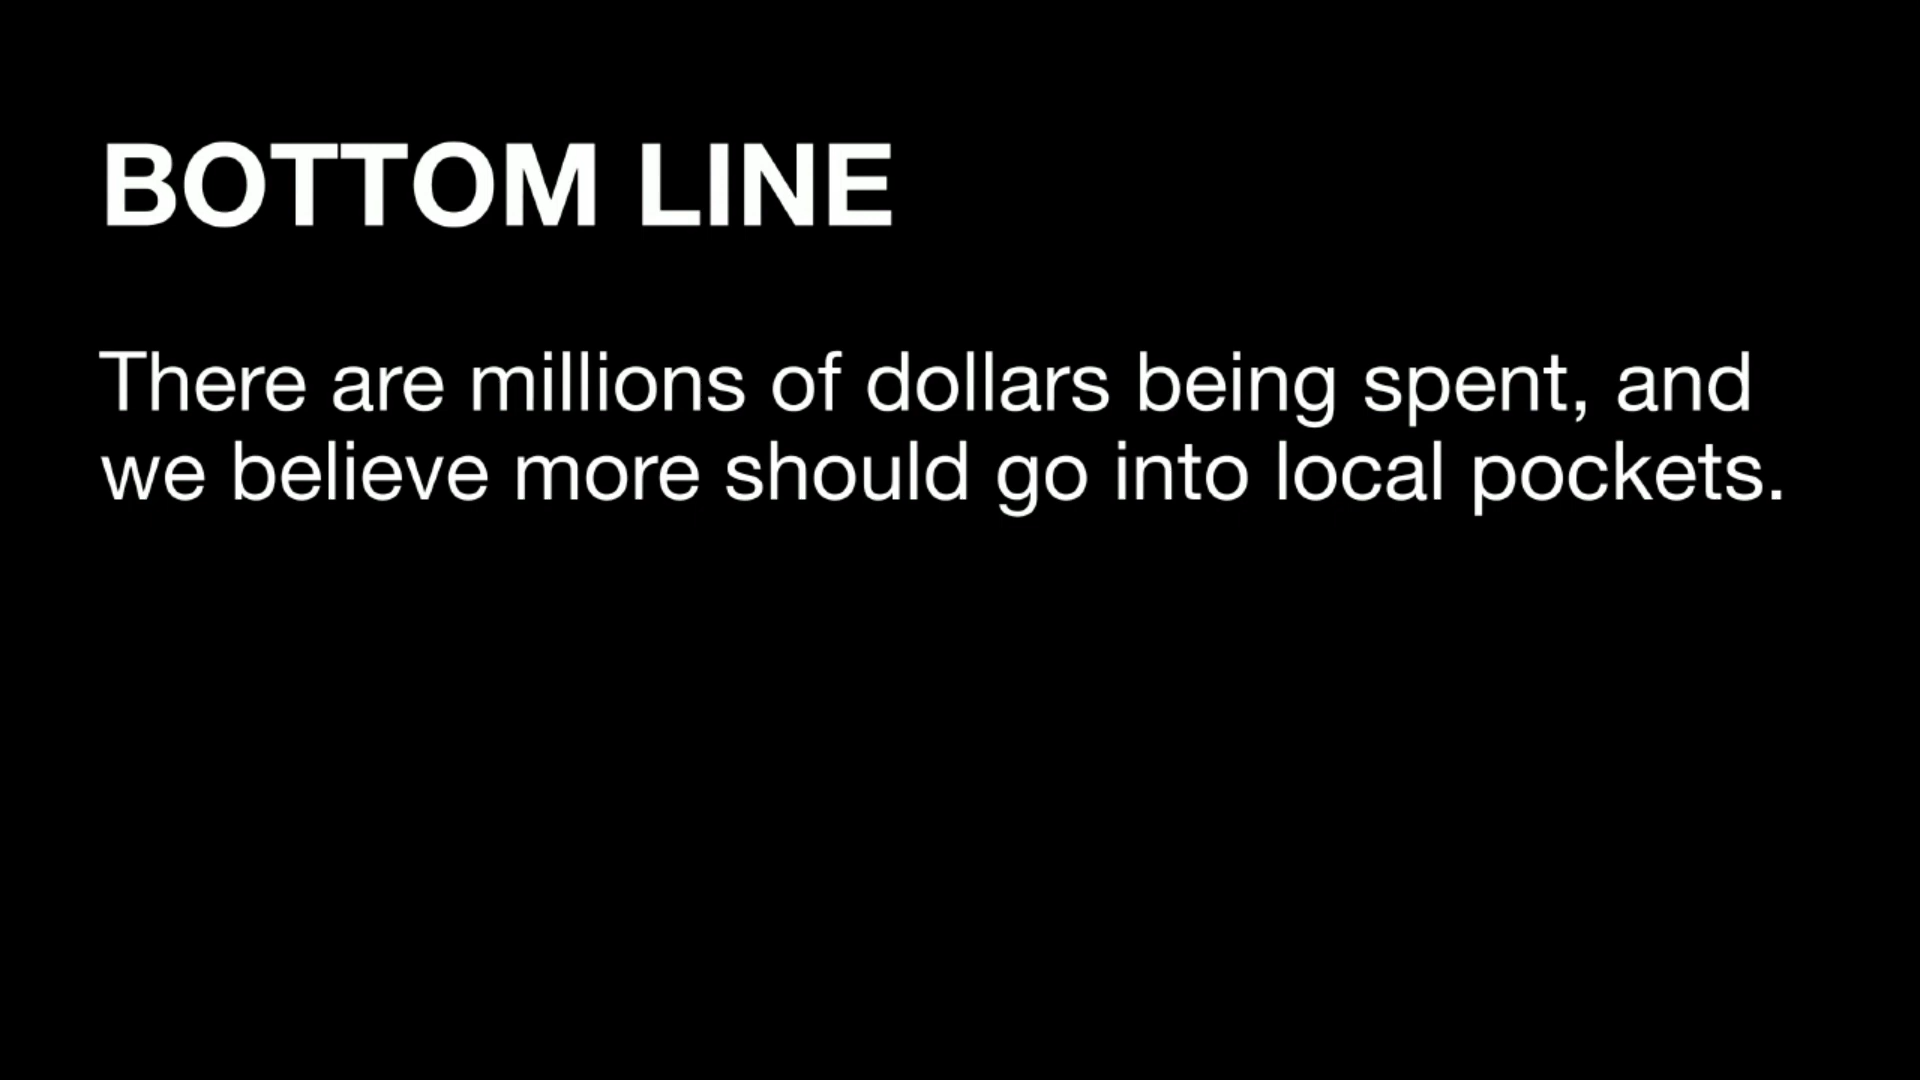 BOTTOM LINE
There are millions of dollars being spent, and
we believe more should go into local pockets.